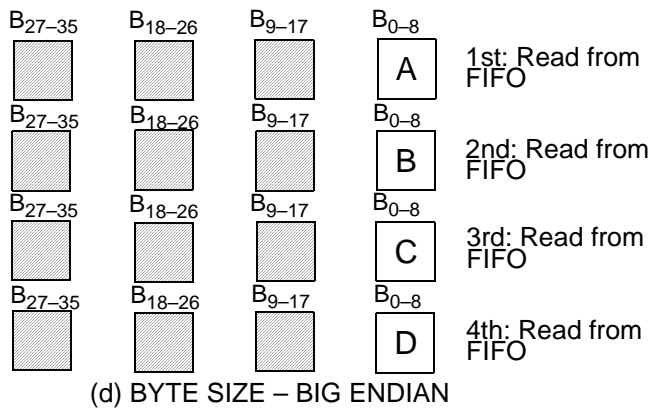 B27–35 B18–26 B9–17 B0–8
A 1st: Read from
FIFO
B27–35 B18–26 B9–17 B0–8
B 2nd: Read from
FIFO
B27–35 B18–26 B9–17 B0–8
C 3rd: Read from
FIFO
B27–35 B18–26 B9–17 B0–8
D 4th: Read from
FIFO
(d) BYTE SIZE – BIG ENDIAN